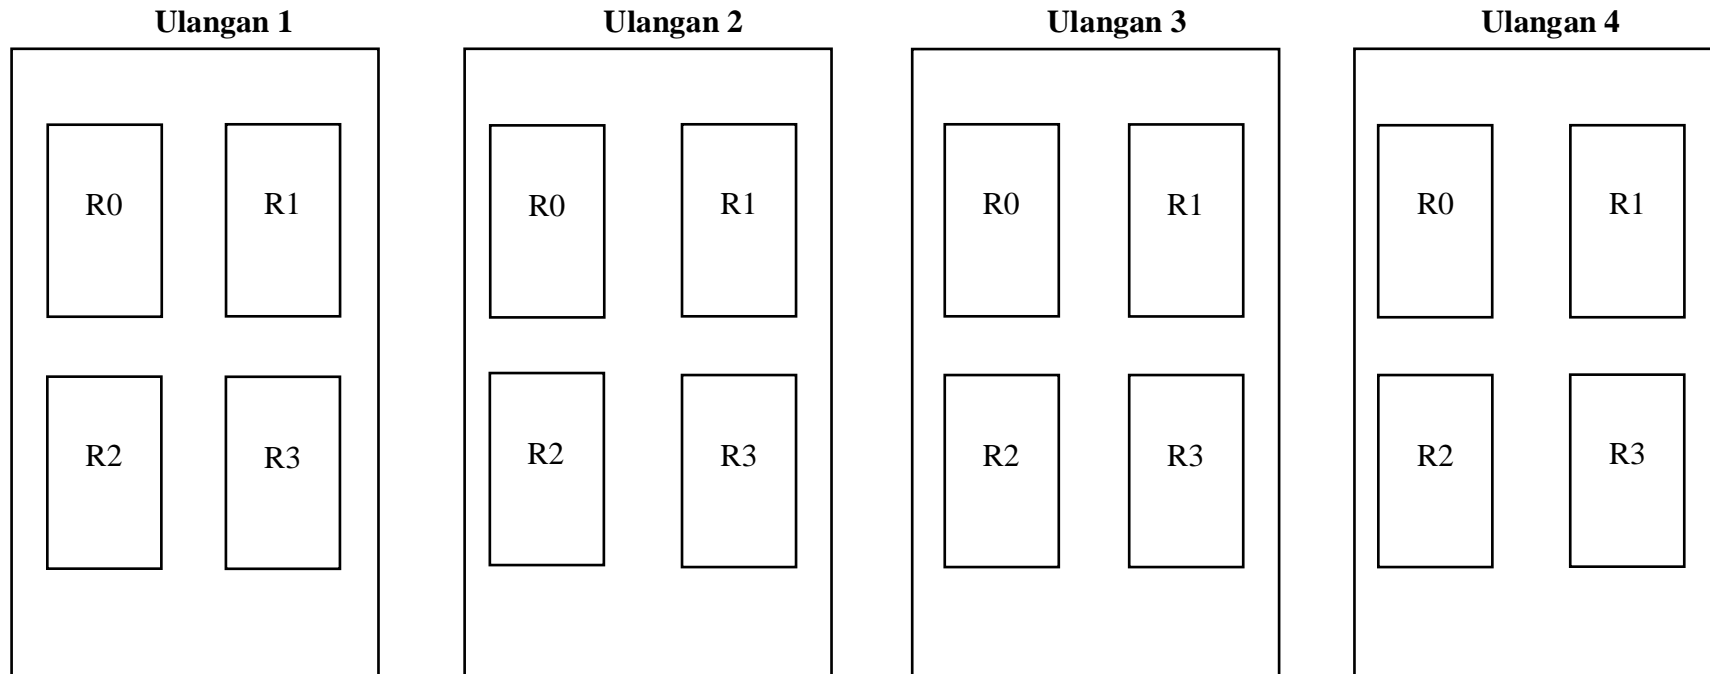 Ulangan 1 Ulangan 2 Ulangan 3 Ulangan 4
R0 R1 R0 R1 R0 R1 R0 R1
R2 R3 R2 R3 R2 R3 R2 R3